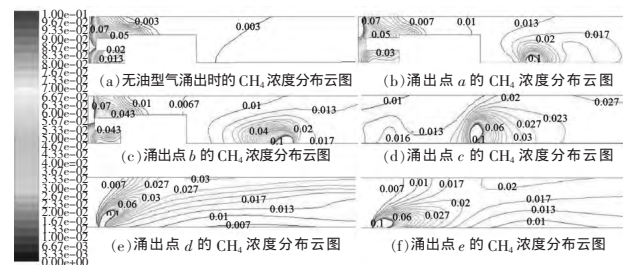 1.00e-01
9.67e-02
9.33e-02
9.00e-02
8.67e-02
8.33e-02
8.00e-02
7.67e-02
7.33e-02
7.00e-02
6.67e-02
6.33e-02
6.00e-02
5.67e-02
5.33e-02
5.00e-02
4.67e-02
4.33e-02
4.00e-02
3.67e-02
3.33e-02
3.00e-02
2.67e-02
2.33e-02
2.00e-02
1.67e-02
1.33e-02
1.00e-02
6.67e-03
3.33e-03
0.00e+00
0.003
0.07
0.05
0.02
0.013
0.003
(a)无油型气涌出时的CH4浓度分布云图
0.07
0.007
0.01
0.05
0.03
0.013
0.02
0.017
0.1
(b)涌出点a的CH4浓度分布云图
0.07
0.01
0.0067
0.043
0.043
0.01
0.013
0.04
0.02
0.1
0.017
(c)涌出点b的CH4浓度分布云图
0.01
0.02
0.027
0.016
0.013
0.06
0.027
0.023
0.03
0.1
(d)涌出点c的CH4浓度分布云图
0.007
0.027
0.03
0.027
0.03
0.06
0.1
0.017
0.013
0.01
0.007
(e)涌出点d的CH4浓度分布云图
0.01
0.017
0.007
0.02
0.027
0.06
0.02
0.1
0.01
0.013
(f)涌出点e的CH4浓度分布云图